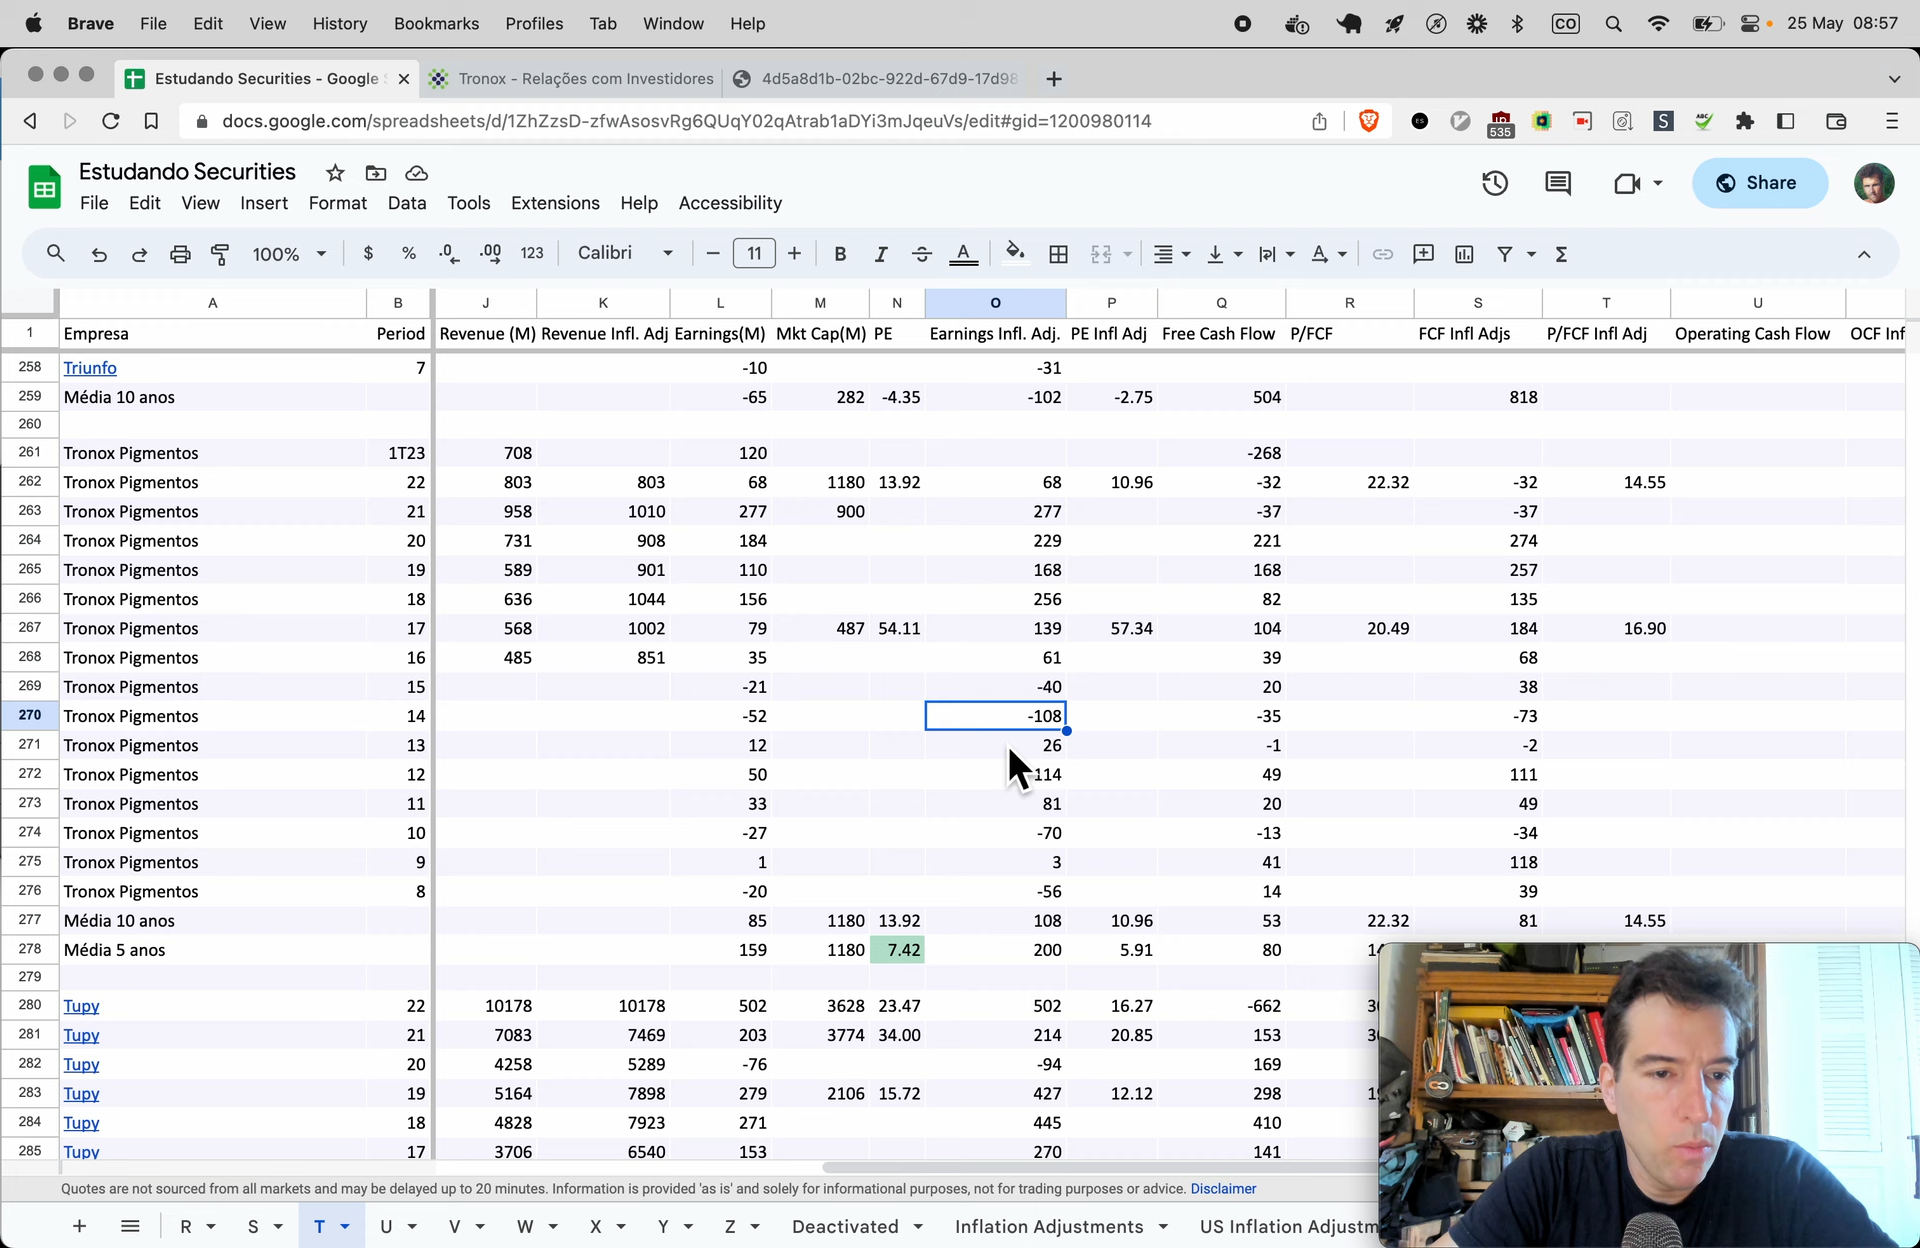 Brave File Edit View History Bookmarks Profiles Tab Window Help CO 25 May 08:57
Estudando Securities - Google Tronox - Relações com Investidores 4d5a8d1b-02bc-922d-67d9-17d98
docs.google.com/spreadsheets/d/1ZhZzsD-zfwAsosvRg6QUqY02qAtrab1aDYi3mJqeuVs/edit#gid=1200980114 535
Estudando Securities
File Edit View Insert Format Data Tools Extensions Help Accessibility
Share
100% $ % .0 .00 123 Calibri 11 B I A
A B J K L M N O P Q R S T U
1 Empresa Period Revenue (M) Revenue Infl. Adj Earnings(M) Mkt Cap(M) PE Earnings Infl. Adj. PE Infl Adj Free Cash Flow P/FCF FCF Infl Adjs P/FCF Infl Adj Operating Cash Flow OCF Inf
258 Triunfo 7 -10 -31
259 Média 10 anos -65 282 -4.35 -102 -2.75 504 818
260
261 Tronox Pigmentos 1T23 708 120 -268
262 Tronox Pigmentos 22 803 803 68 1180 13.92 68 10.96 -32 22.32 -32 14.55
263 Tronox Pigmentos 21 958 1010 277 900 277 -37 -37
264 Tronox Pigmentos 20 731 908 184 229 221 274
265 Tronox Pigmentos 19 589 901 110 168 168 257
266 Tronox Pigmentos 18 636 1044 156 256 82 135
267 Tronox Pigmentos 17 568 1002 79 487 54.11 139 57.34 104 20.49 184 16.90
268 Tronox Pigmentos 16 485 851 35 61 39 68
269 Tronox Pigmentos 15 -21 -40 20 38
270 Tronox Pigmentos 14 -52 -108 -35 -73
271 Tronox Pigmentos 13 12 26 -1 -2
272 Tronox Pigmentos 12 50 114 49 111
273 Tronox Pigmentos 11 33 81 20 49
274 Tronox Pigmentos 10 -27 -70 -13 -34
275 Tronox Pigmentos 9 1 3 41 118
276 Tronox Pigmentos 8 -20 -56 14 39
277 Média 10 anos 85 1180 13.92 108 10.96 53 22.32 81 14.55
278 Média 5 anos 159 1180 7.42 200 5.91 80
279
280 Tupy 22 10178 10178 502 3628 23.47 502 16.27 -662
281 Tupy 21 7083 7469 203 3774 34.00 214 20.85 153
282 Tupy 20 4258 5289 -76 -94 169
283 Tupy 19 5164 7898 279 2106 15.72 427 12.12 298
284 Tupy 18 4828 7923 271 445 410
285 Tupy 17 3706 6540 153 270 141
Quotes are not sourced from all markets and may be delayed up to 20 minutes. Information is provided 'as is' and solely for informational purposes, not for trading purposes or advice. Disclaimer
R S T U V W X Y Z Deactivated Inflation Adjustments US Inflation Adjustm